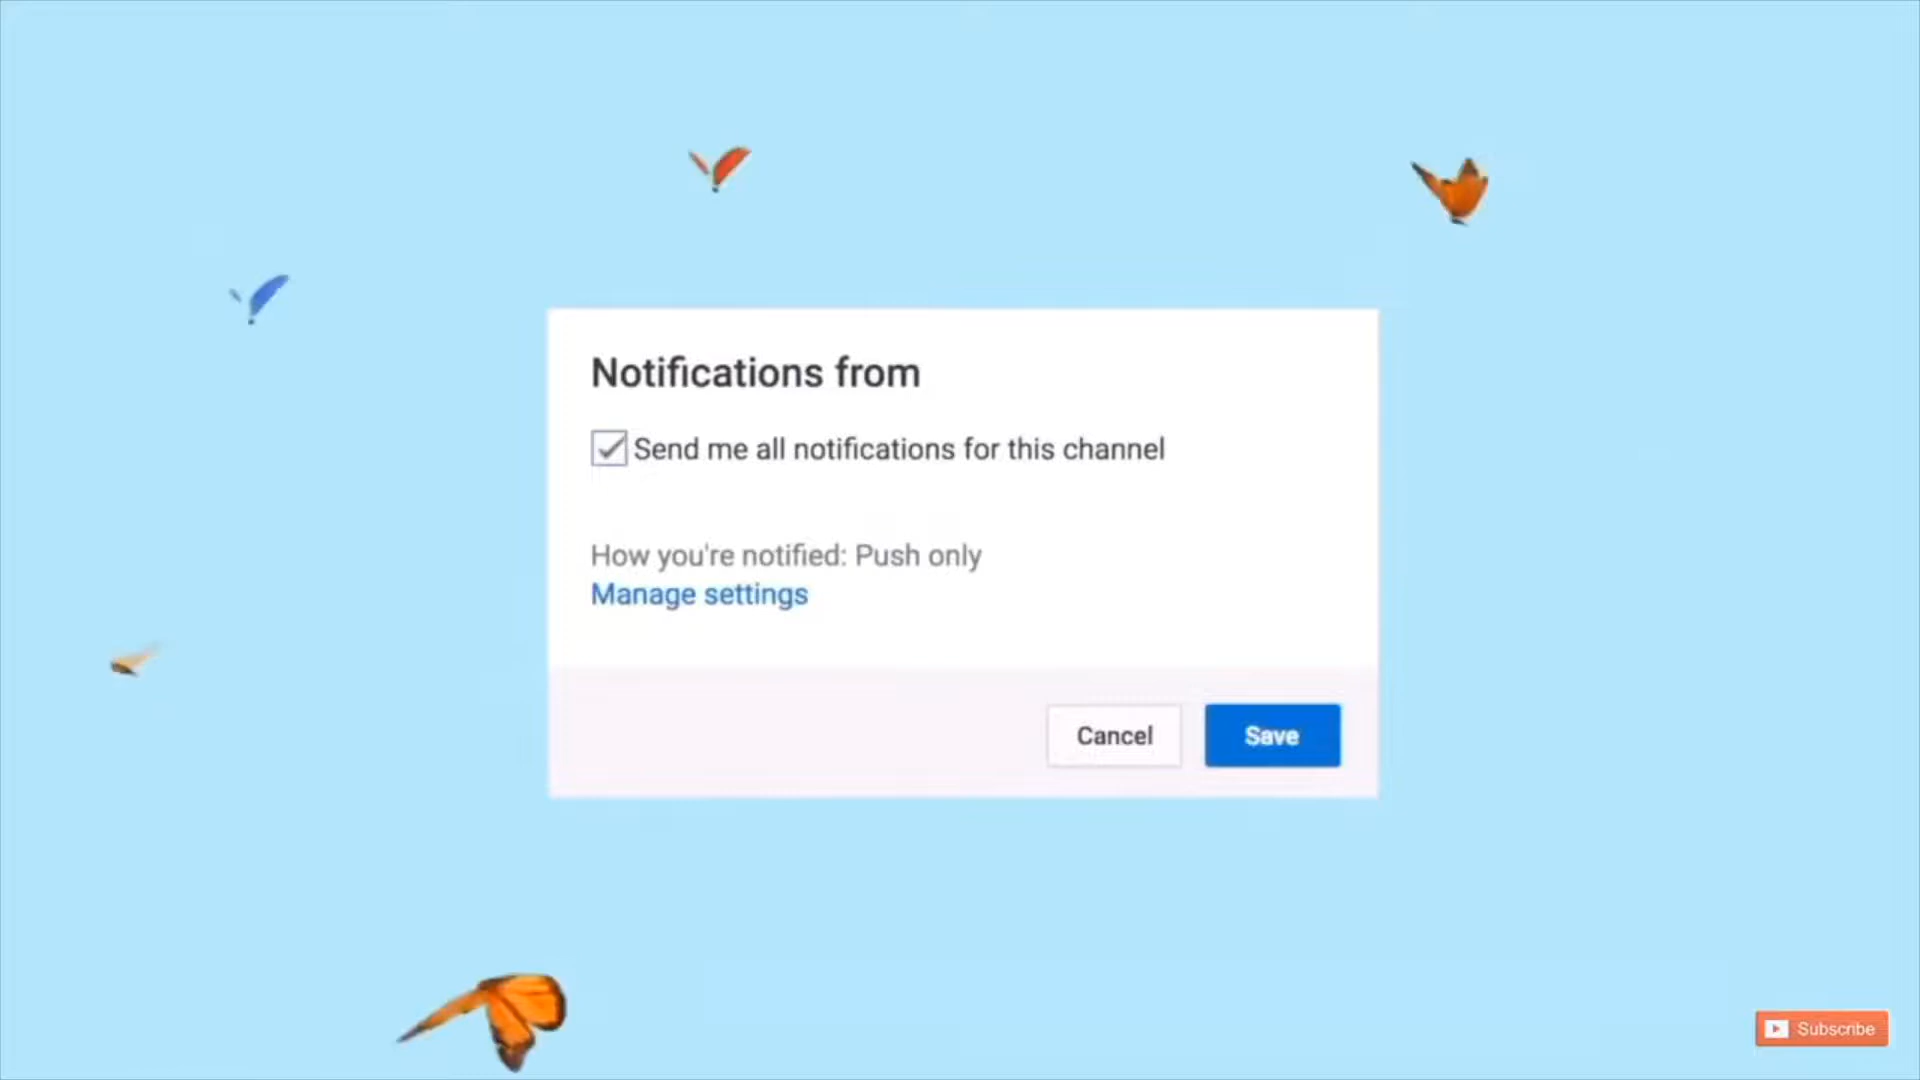 Notifications from
Send me all notifications for this channel
How you're notified: Push only
Manage settings
Cancel
Save
Subscribe